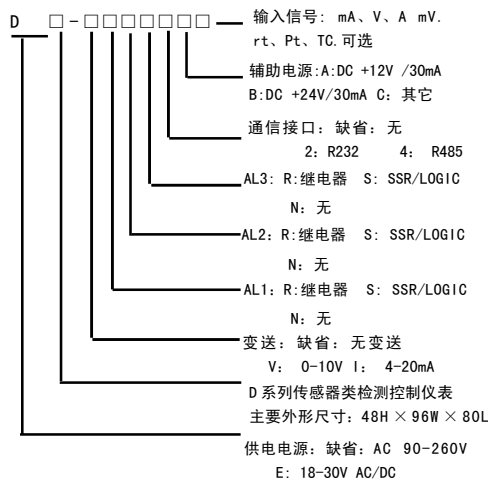 D □-□□□□□□□ 输入信号: mA、V、A mV.
rt、Pt、TC.可选
辅助电源:A:DC +12V /30mA
B:DC +24V/30mA C: 其它
通信接口: 缺省: 无
2: R232 4: R485
AL3: R:继电器 S: SSR/LOGIC
N: 无
AL2: R:继电器 S: SSR/LOGIC
N: 无
AL1: R:继电器 S: SSR/LOGIC
N: 无
变送: 缺省: 无变送
V: 0-10V I: 4-20mA
D 系列传感器类检测控制仪表
主要外形尺寸: 48H × 96W × 80L
供电电源: 缺省: AC 90-260V
E: 18-30V AC/DC